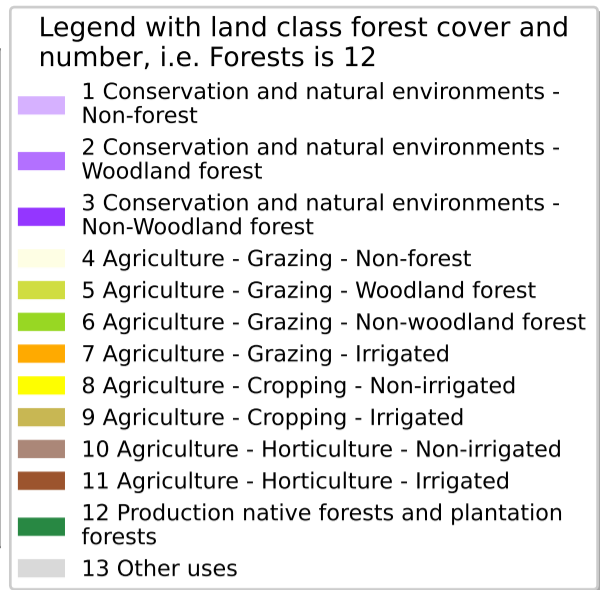 Legend with land class forest cover and
number, i.e. Forests is 12
1 Conservation and natural environments -
Non-forest
2 Conservation and natural environments -
Woodland forest
3 Conservation and natural environments -
Non-Woodland forest
4 Agriculture - Grazing - Non-forest
5 Agriculture - Grazing - Woodland forest
6 Agriculture - Grazing - Non-woodland forest
7 Agriculture - Grazing - Irrigated
8 Agriculture - Cropping - Non-irrigated
9 Agriculture - Cropping - Irrigated
10 Agriculture - Horticulture - Non-irrigated
11 Agriculture - Horticulture - Irrigated
12 Production native forests and plantation
forests
13 Other uses